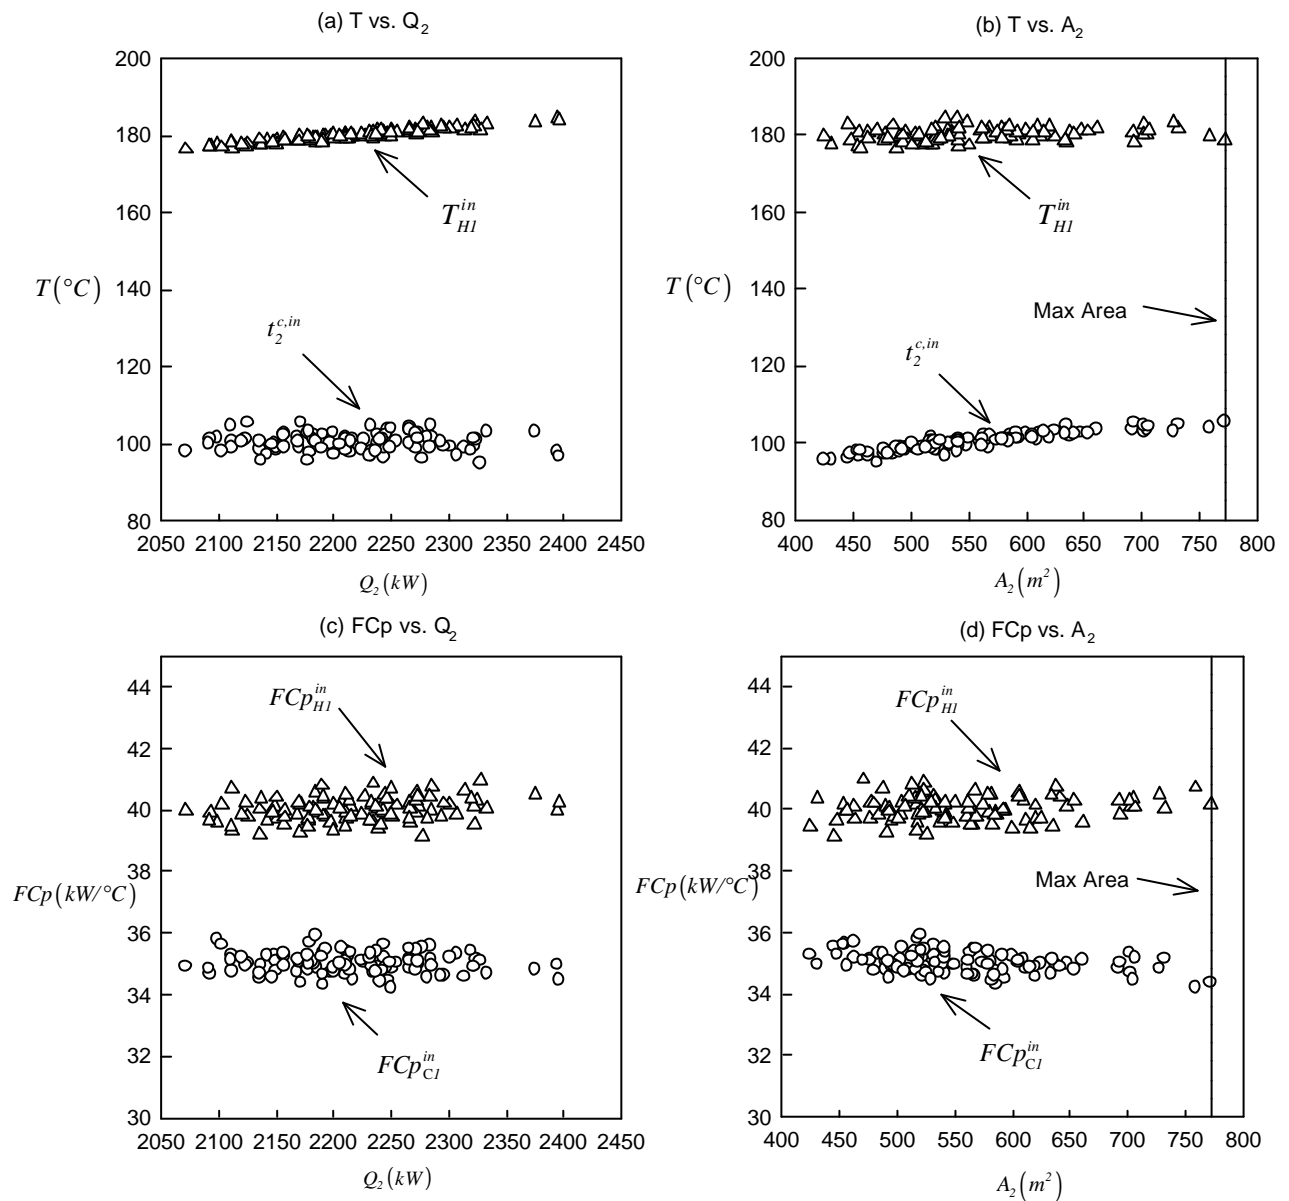 (a) T vs. Q2
200
180
160
140
120
100
80
T(°C)
T_H1^in
t_2^c,in
2050 2100 2150 2200 2250 2300 2350 2400 2450
Q2(kW)
(b) T vs. A2
200
180
160
140
120
100
80
T(°C)
T_H1^in
Max Area
t_2^c,in
400 450 500 550 600 650 700 750 800
A2(m²)
(c) FCp vs. Q2
44
42
40
38
36
34
32
30
FCp(kW/°C)
FCp_H1^in
FCp_C1^in
2050 2100 2150 2200 2250 2300 2350 2400 2450
Q2(kW)
(d) FCp vs. A2
44
42
40
38
36
34
32
30
FCp(kW/°C)
FCp_H1^in
Max Area
FCp_C1^in
400 450 500 550 600 650 700 750 800
A2(m²)